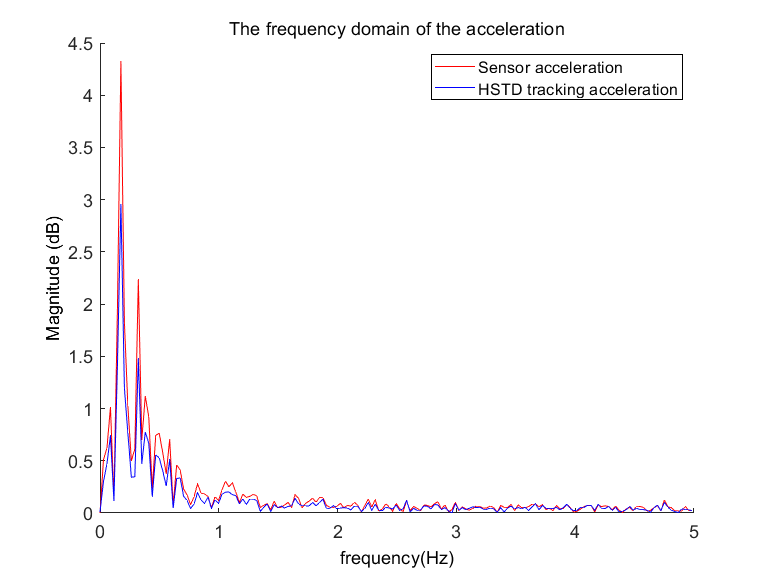 The frequency domain of the acceleration
Sensor acceleration
HSTD tracking acceleration
Magnitude (dB)
4.5
4
3.5
3
2.5
2
1.5
1
0.5
0
0 1 2 3 4 5
frequency(Hz)